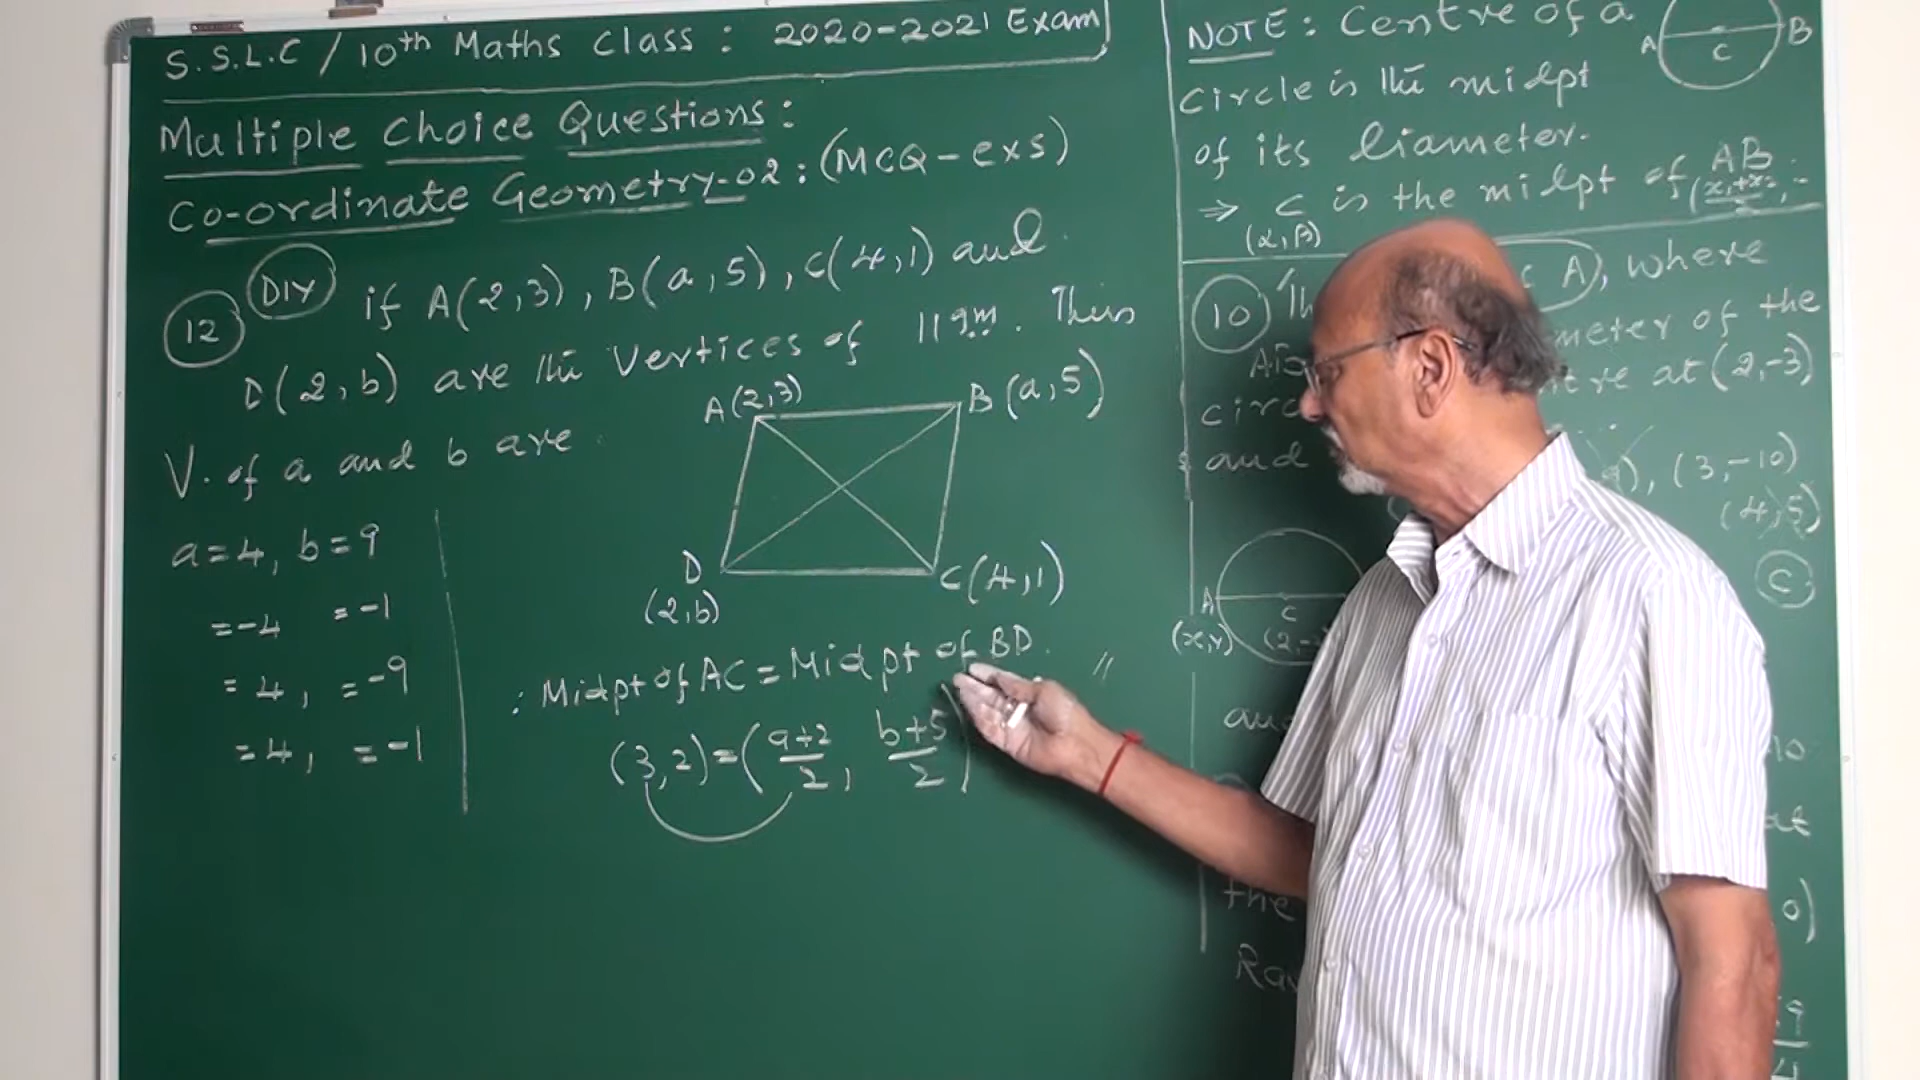 S.S.L.C / 10th Maths Class : 2020-2021 Exam
Multiple Choice Questions :
Co-ordinate Geometry-02 : (MCQ - exs)
12 DIY if A(2,3), B(a,5), C(4,1) and
D(2,b) are the Vertices of ||gm. Then
V. of a and b are
a=4, b=9
=-4 =-1
=4, =-9
=4, =-1
A(2,3)
B(a,5)
D
(2,b)
C(4,1)
: Midpt of AC = Midpt of BD.
(3,2)=(a+2/2, b+5/2)
NOTE : Centre of a
Circle is the midpt
of its diameter.
⇒ C is the midpt of AB
(α,β)
A
C
B
10
C A), where
meter of the
circ
tre at (2,-3)
and
(3,-10)
(4,5)
C
A
C
(x,y)
(2,-
the